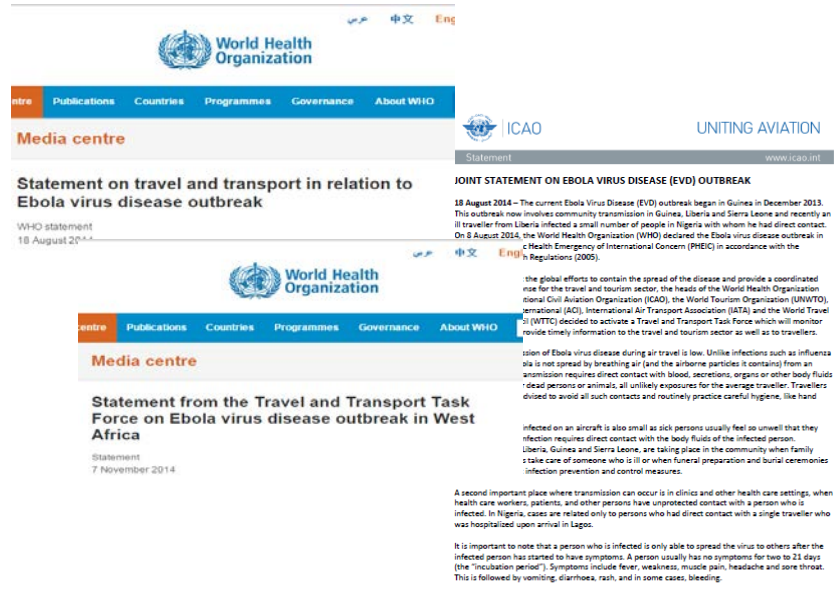 عربي 中文 Eng
World Health
Organization
ntre Publications Countries Programmes Governance About WHO
Media centre
Statement on travel and transport in relation to
Ebola virus disease outbreak
WHO statement
18 August
عربي 中文 Engl
World Health
Organization
centre Publications Countries Programmes Governance About WHO
Media centre
Statement from the Travel and Transport Task
Force on Ebola virus disease outbreak in West
Africa
Statement
7 November 2014
ICAO UNITING AVIATION
Statement www.icao.int
JOINT STATEMENT ON EBOLA VIRUS DISEASE (EVD) OUTBREAK
18 August 2014 – The current Ebola Virus Disease (EVD) outbreak began in Guinea in December 2013.
This outbreak now involves community transmission in Guinea, Liberia and Sierra Leone and recently an
ill traveller from Liberia infected a small number of people in Nigeria with whom he had direct contact.
On 8 August 2014, the World Health Organization (WHO) declared the Ebola virus disease outbreak in
c Health Emergency of International Concern (PHEIC) in accordance with the
h Regulations (2005).
the global efforts to contain the spread of the disease and provide a coordinated
nse for the travel and tourism sector, the heads of the World Health Organization
ational Civil Aviation Organization (ICAO), the World Tourism Organization (UNWTO),
ernational (ACI), International Air Transport Association (IATA) and the World Travel
il (WTTC) decided to activate a Travel and Transport Task Force which will monitor
rovide timely information to the travel and tourism sector as well as to travellers.
ssion of Ebola virus disease during air travel is low. Unlike infections such as influenza
ola is not spread by breathing air (and the airborne particles it contains) from an
ansmission requires direct contact with blood, secretions, organs or other body fluids
r dead persons or animals, all unlikely exposures for the average traveller. Travellers
dvised to avoid all such contacts and routinely practice careful hygiene, like hand
infected on an aircraft is also small as sick persons usually feel so unwell that they
nfection requires direct contact with the body fluids of the infected person.
Liberia, Guinea and Sierra Leone, are taking place in the community when family
s take care of someone who is ill or when funeral preparation and burial ceremonies
infection prevention and control measures.
A second important place where transmission can occur is in clinics and other health care settings, when
health care workers, patients, and other persons have unprotected contact with a person who is
infected. In Nigeria, cases are related only to persons who had direct contact with a single traveller who
was hospitalized upon arrival in Lagos.
It is important to note that a person who is infected is only able to spread the virus to others after the
infected person has started to have symptoms. A person usually has no symptoms for two to 21 days
(the "incubation period"). Symptoms include fever, weakness, muscle pain, headache and sore throat.
This is followed by vomiting, diarrhoea, rash, and in some cases, bleeding.